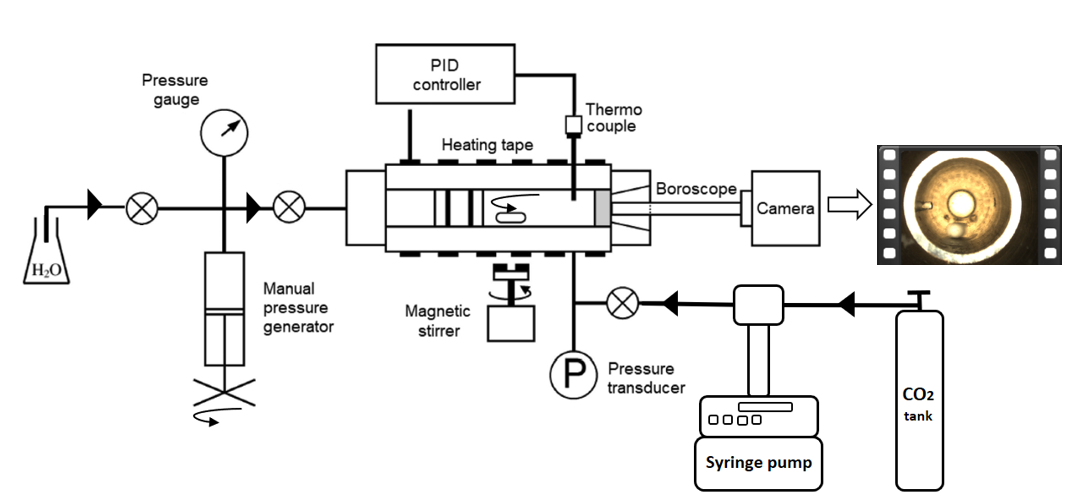 PID
controller
Pressure
gauge
Thermo
couple
Heating tape
Boroscope
Camera
H₂O
Manual
pressure
generator
Magnetic
stirrer
P
Pressure
transducer
CO₂
tank
Syringe pump